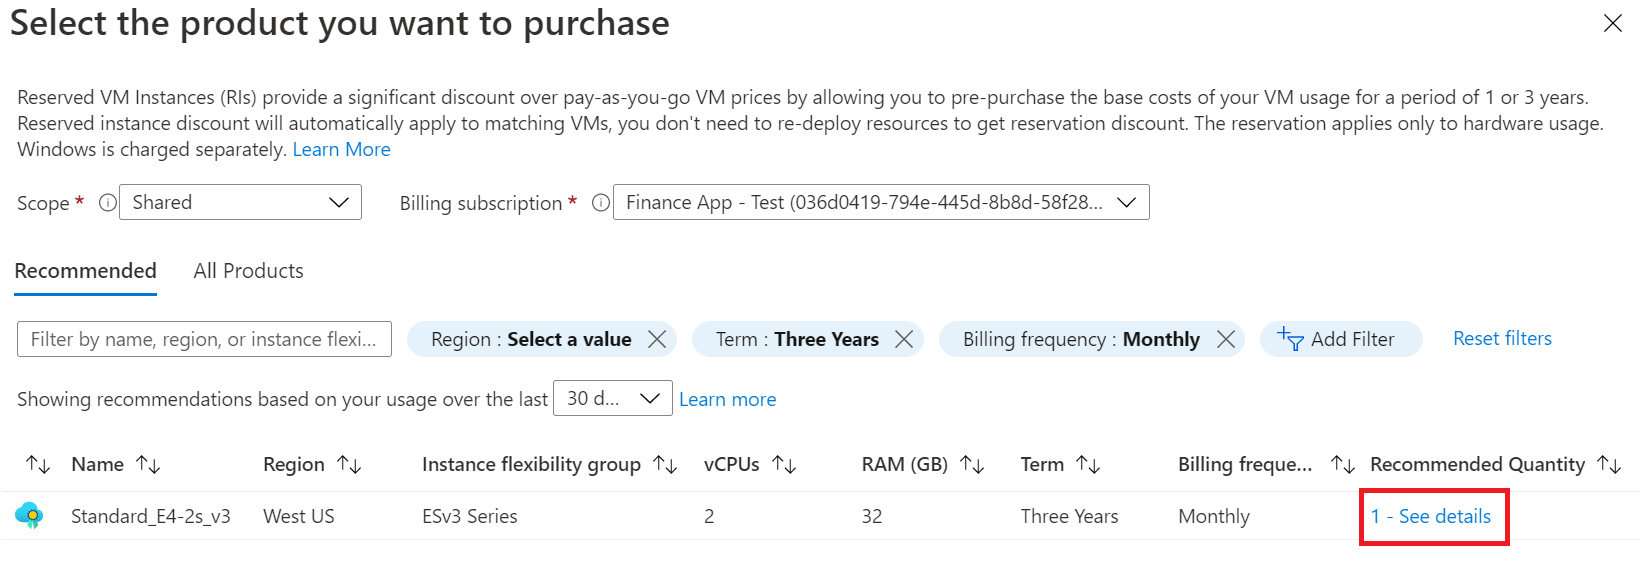 Select the product you want to purchase
Reserved VM Instances (RIs) provide a significant discount over pay-as-you-go VM prices by allowing you to pre-purchase the base costs of your VM usage for a period of 1 or 3 years.
Reserved instance discount will automatically apply to matching VMs, you don't need to re-deploy resources to get reservation discount. The reservation applies only to hardware usage.
Windows is charged separately. Learn More
Scope * Shared Billing subscription * Finance App - Test (036d0419-794e-445d-8b8d-58f28...
Recommended All Products
Filter by name, region, or instance flexi... Region : Select a value Term : Three Years Billing frequency : Monthly Add Filter Reset filters
Showing recommendations based on your usage over the last 30 d... Learn more
Name Region Instance flexibility group vCPUs RAM (GB) Term Billing freque... Recommended Quantity
Standard_E4-2s_v3 West US ESv3 Series 2 32 Three Years Monthly 1 - See details